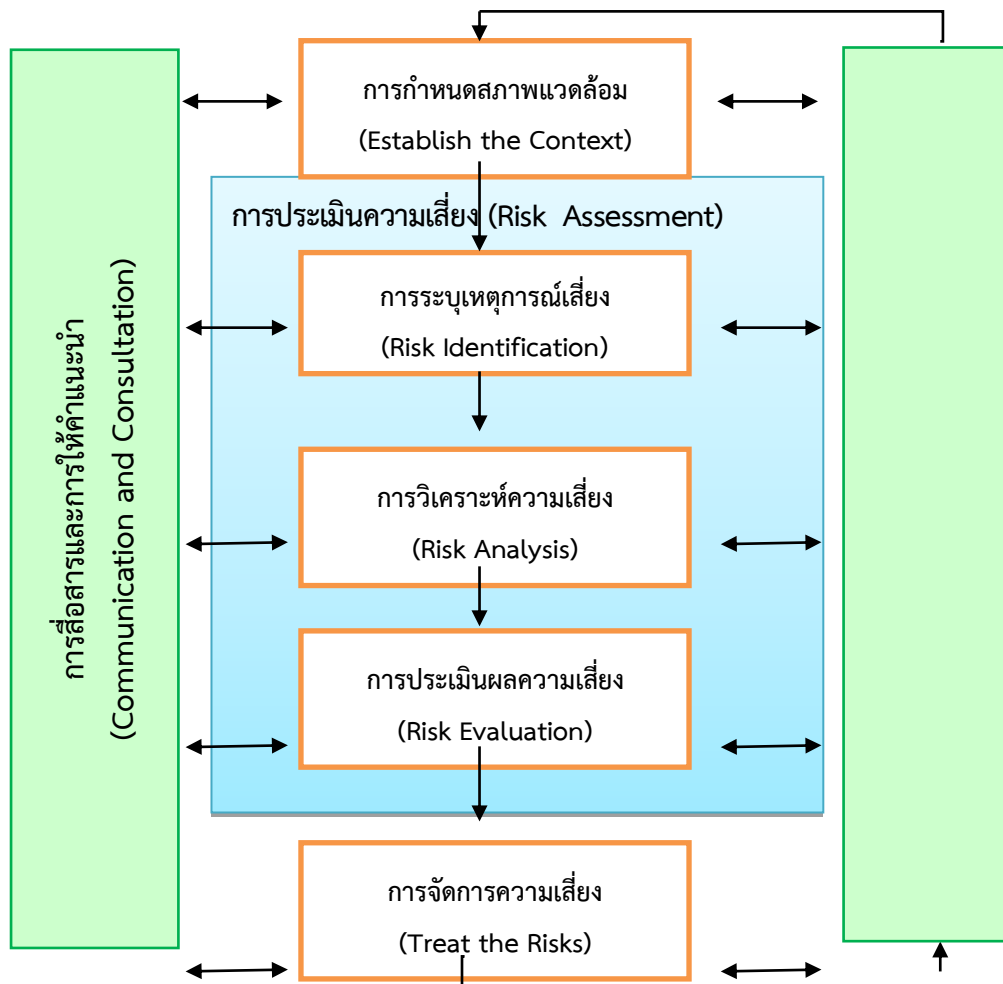 การกำหนดสภาพแวดล้อม
(Establish the Context)
การประเมินความเสี่ยง (Risk Assessment)
การระบุเหตุการณ์เสี่ยง
(Risk Identification)
การวิเคราะห์ความเสี่ยง
(Risk Analysis)
การประเมินผลความเสี่ยง
(Risk Evaluation)
การจัดการความเสี่ยง
(Treat the Risks)
การสื่อสารและการให้คำแนะนำ
(Communication and Consultation)